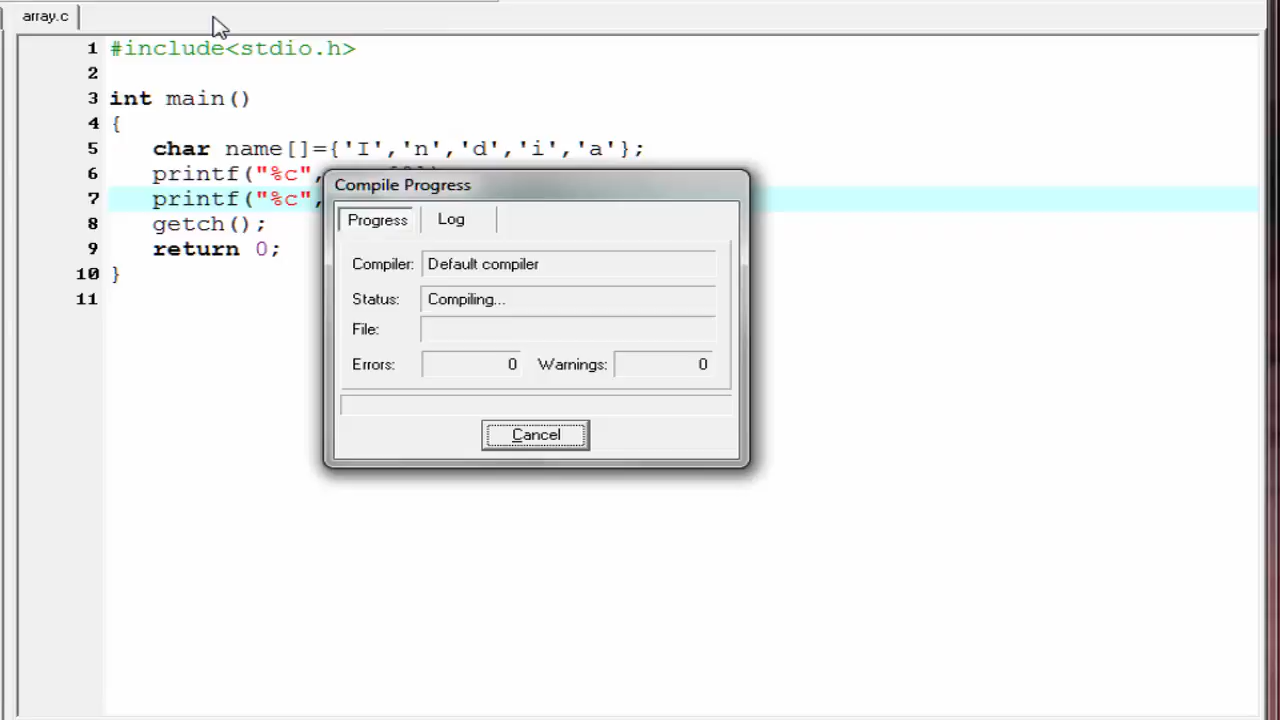 array.c
1 #include<stdio.h>
2
3 int main()
4 {
5 char name[]={'I','n','d','i','a'};
6 printf("%c",
7 printf("%c",
8 getch();
9 return 0;
10 }
11
Compile Progress
Progress Log
Compiler: Default compiler
Status: Compiling...
File:
Errors: 0 Warnings: 0
Cancel